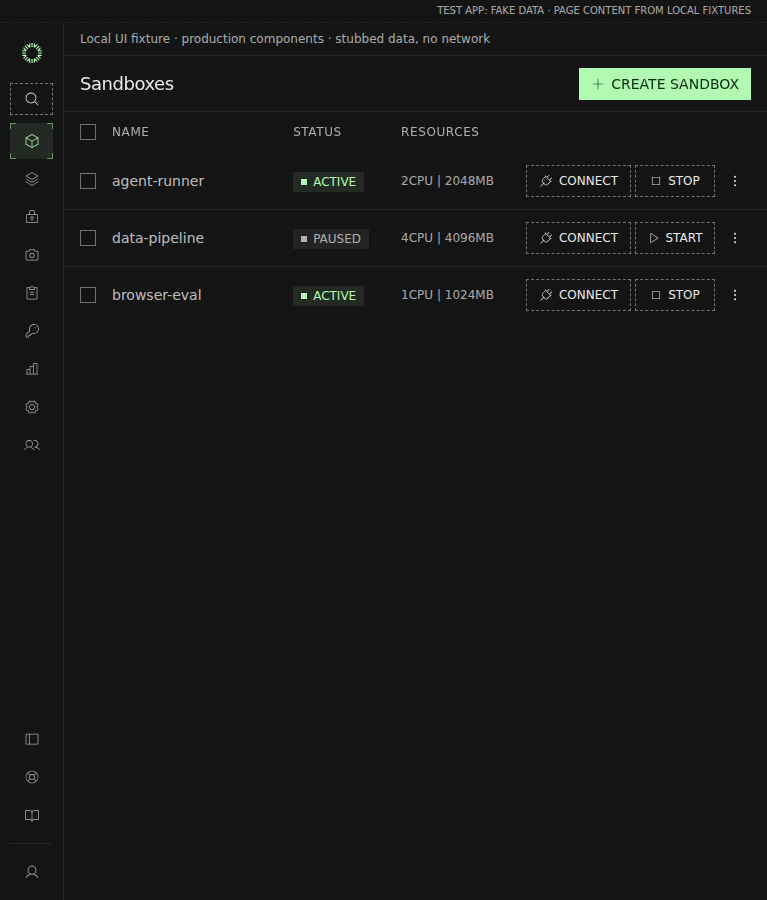 TEST APP: FAKE DATA · PAGE CONTENT FROM LOCAL FIXTURES
Local UI fixture · production components · stubbed data, no network
Sandboxes
CREATE SANDBOX
NAME STATUS RESOURCES
agent-runner ACTIVE 2CPU | 2048MB CONNECT STOP
data-pipeline PAUSED 4CPU | 4096MB CONNECT START
browser-eval ACTIVE 1CPU | 1024MB CONNECT STOP